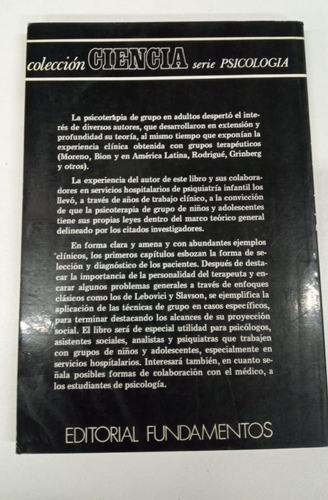 colección CIENCIA serie PSICOLOGIA
La psicoterapia de grupo en adultos despertó el inte-
rés de diversos autores, que desarrollaron en extensión y
profundidad su teoría, al mismo tiempo que exponían la
experiencia clínica obtenida con grupos terapéuticos
(Moreno, Bion y en América Latina, Rodrigué, Grinberg
y otros).
La experiencia del autor de este libro y sus colabora-
dores en servicios hospitalarios de psiquiatría infantil los
llevó, a través de años de trabajo clínico, a la convicción
de que la psicoterapia de grupo de niños y adolescentes
tiene sus propias leyes dentro del marco teórico general
delineado por los citados investigadores.
En forma clara y amena y con abundantes ejemplos
clínicos, los primeros capítulos esbozan la forma de se-
lección y diagnóstico de los pacientes. Después de desta-
car la importancia de la personalidad del terapeuta y en-
carar algunos problemas generales a través de enfoques
clásicos como los de Lebovici y Slavson, se ejemplifica la
aplicación de las técnicas de grupo en casos específicos,
para terminar destacando los alcances de su proyección
social. El libro será de especial utilidad para psicólogos,
asistentes sociales, analistas y psiquiatras que trabajen
con grupos de niños y adolescentes, especialmente en
servicios hospitalarios. Interesará también, en cuanto se-
ñala posibles formas de colaboración con el médico, a
los estudiantes de psicología.
EDITORIAL FUNDAMENTOS